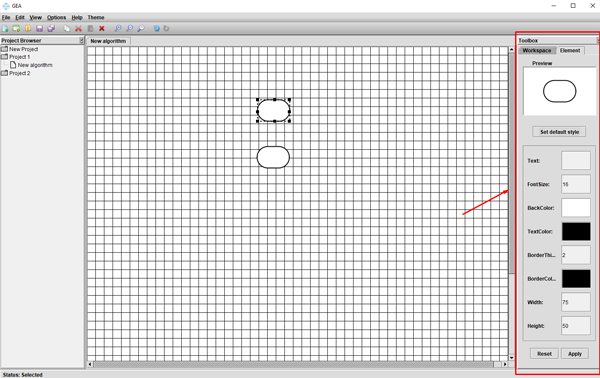 GEA
File Edit View Options Help Theme
Project Browser
New Project
Project 1
New algorithm
Project 2
New algorithm
Toolbox
Workspace Element
Preview
Set default style
Text:
FontSize: 16
BackColor:
TextColor:
BorderThi... 2
BorderCol...
Width: 75
Height: 50
Reset Apply
Status: Selected